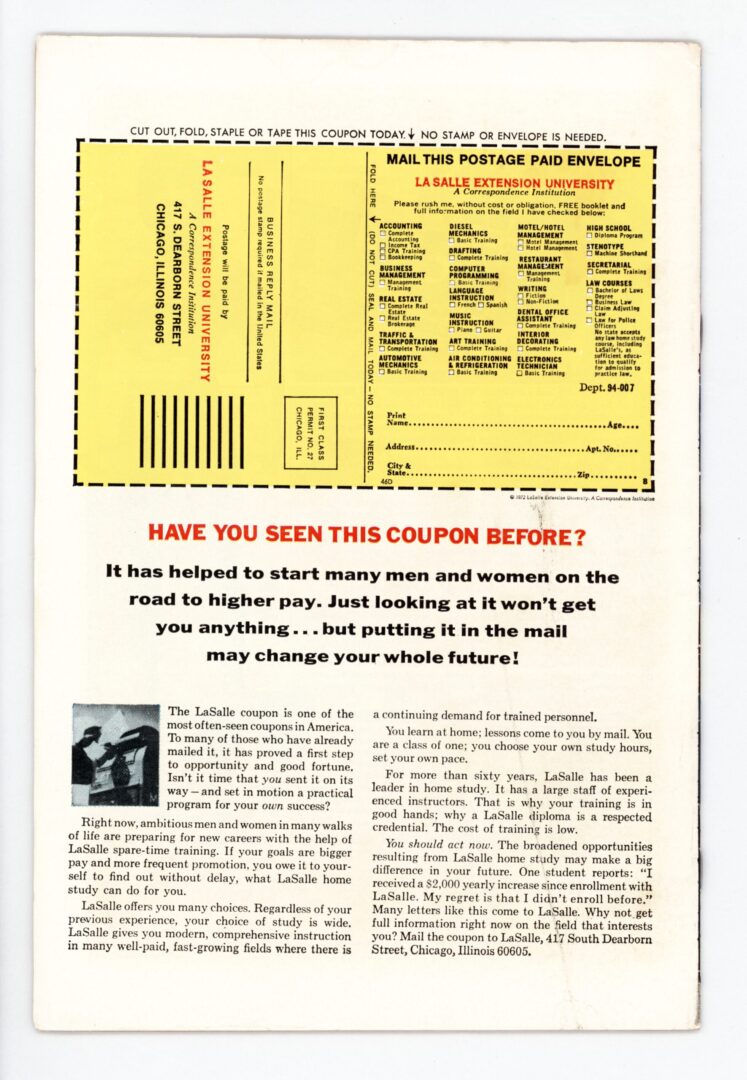 CUT OUT, FOLD, STAPLE OR TAPE THIS COUPON TODAY. ↓ NO STAMP OR ENVELOPE IS NEEDED.
LA SALLE EXTENSION UNIVERSITY
A Correspondence Institution
417 S. DEARBORN STREET
CHICAGO, ILLINOIS 60605
Postage will be paid by
BUSINESS REPLY MAIL
No postage stamp required if mailed in the United States
FIRST CLASS
PERMIT NO. 27
CHICAGO, ILL.
FOLD HERE → (DO NOT CUT) SEAL AND MAIL TODAY — NO STAMP NEEDED.
MAIL THIS POSTAGE PAID ENVELOPE
LA SALLE EXTENSION UNIVERSITY
A Correspondence Institution
Please rush me, without cost or obligation, FREE booklet and
full information on the field I have checked below:
ACCOUNTING
☐ Complete
Accounting
☐ Income Tax
☐ CPA Training
☐ Bookkeeping
BUSINESS
MANAGEMENT
☐ Management
Training
REAL ESTATE
☐ Complete Real
Estate
☐ Real Estate
Brokerage
TRAFFIC &
TRANSPORTATION
☐ Complete Training
AUTOMOTIVE
MECHANICS
☐ Basic Training
DIESEL
MECHANICS
☐ Basic Training
DRAFTING
☐ Complete Training
COMPUTER
PROGRAMMING
☐ Basic Training
LANGUAGE
INSTRUCTION
☐ French ☐ Spanish
MUSIC
INSTRUCTION
☐ Piano ☐ Guitar
ART TRAINING
☐ Complete Training
AIR CONDITIONING
& REFRIGERATION
☐ Basic Training
MOTEL/HOTEL
MANAGEMENT
☐ Motel Management
☐ Hotel Management
RESTAURANT
MANAGEMENT
☐ Management
Training
WRITING
☐ Fiction
☐ Non-Fiction
DENTAL OFFICE
ASSISTANT
☐ Complete Training
INTERIOR
DECORATING
☐ Complete Training
ELECTRONICS
TECHNICIAN
☐ Basic Training
HIGH SCHOOL
☐ Diploma Program
STENOTYPE
☐ Machine Shorthand
SECRETARIAL
☐ Complete Training
LAW COURSES
☐ Bachelor of Laws
Degree
☐ Business Law
☐ Claim Adjusting
Law
☐ Law for Police
Officers
No state accepts
any law home study
course, including
LaSalle's, as
sufficient educa-
tion to qualify
for admission to
practice law.
Dept. 94-007
Print
Name Age
Address Apt. No.
City &
State Zip
46D
8
© 1972 LaSalle Extension University, A Correspondence Institution
HAVE YOU SEEN THIS COUPON BEFORE?
It has helped to start many men and women on the
road to higher pay. Just looking at it won't get
you anything...but putting it in the mail
may change your whole future!
The LaSalle coupon is one of the
most often-seen coupons in America.
To many of those who have already
mailed it, it has proved a first step
to opportunity and good fortune.
Isn't it time that you sent it on its
way — and set in motion a practical
program for your own success?
Right now, ambitious men and women in many walks
of life are preparing for new careers with the help of
LaSalle spare-time training. If your goals are bigger
pay and more frequent promotion, you owe it to your-
self to find out without delay, what LaSalle home
study can do for you.
LaSalle offers you many choices. Regardless of your
previous experience, your choice of study is wide.
LaSalle gives you modern, comprehensive instruction
in many well-paid, fast-growing fields where there is
a continuing demand for trained personnel.
You learn at home; lessons come to you by mail. You
are a class of one; you choose your own study hours,
set your own pace.
For more than sixty years, LaSalle has been a
leader in home study. It has a large staff of experi-
enced instructors. That is why your training is in
good hands; why a LaSalle diploma is a respected
credential. The cost of training is low.
You should act now. The broadened opportunities
resulting from LaSalle home study may make a big
difference in your future. One student reports: "I
received a $2,000 yearly increase since enrollment with
LaSalle. My regret is that I didn't enroll before."
Many letters like this come to LaSalle. Why not get
full information right now on the field that interests
you? Mail the coupon to LaSalle, 417 South Dearborn
Street, Chicago, Illinois 60605.